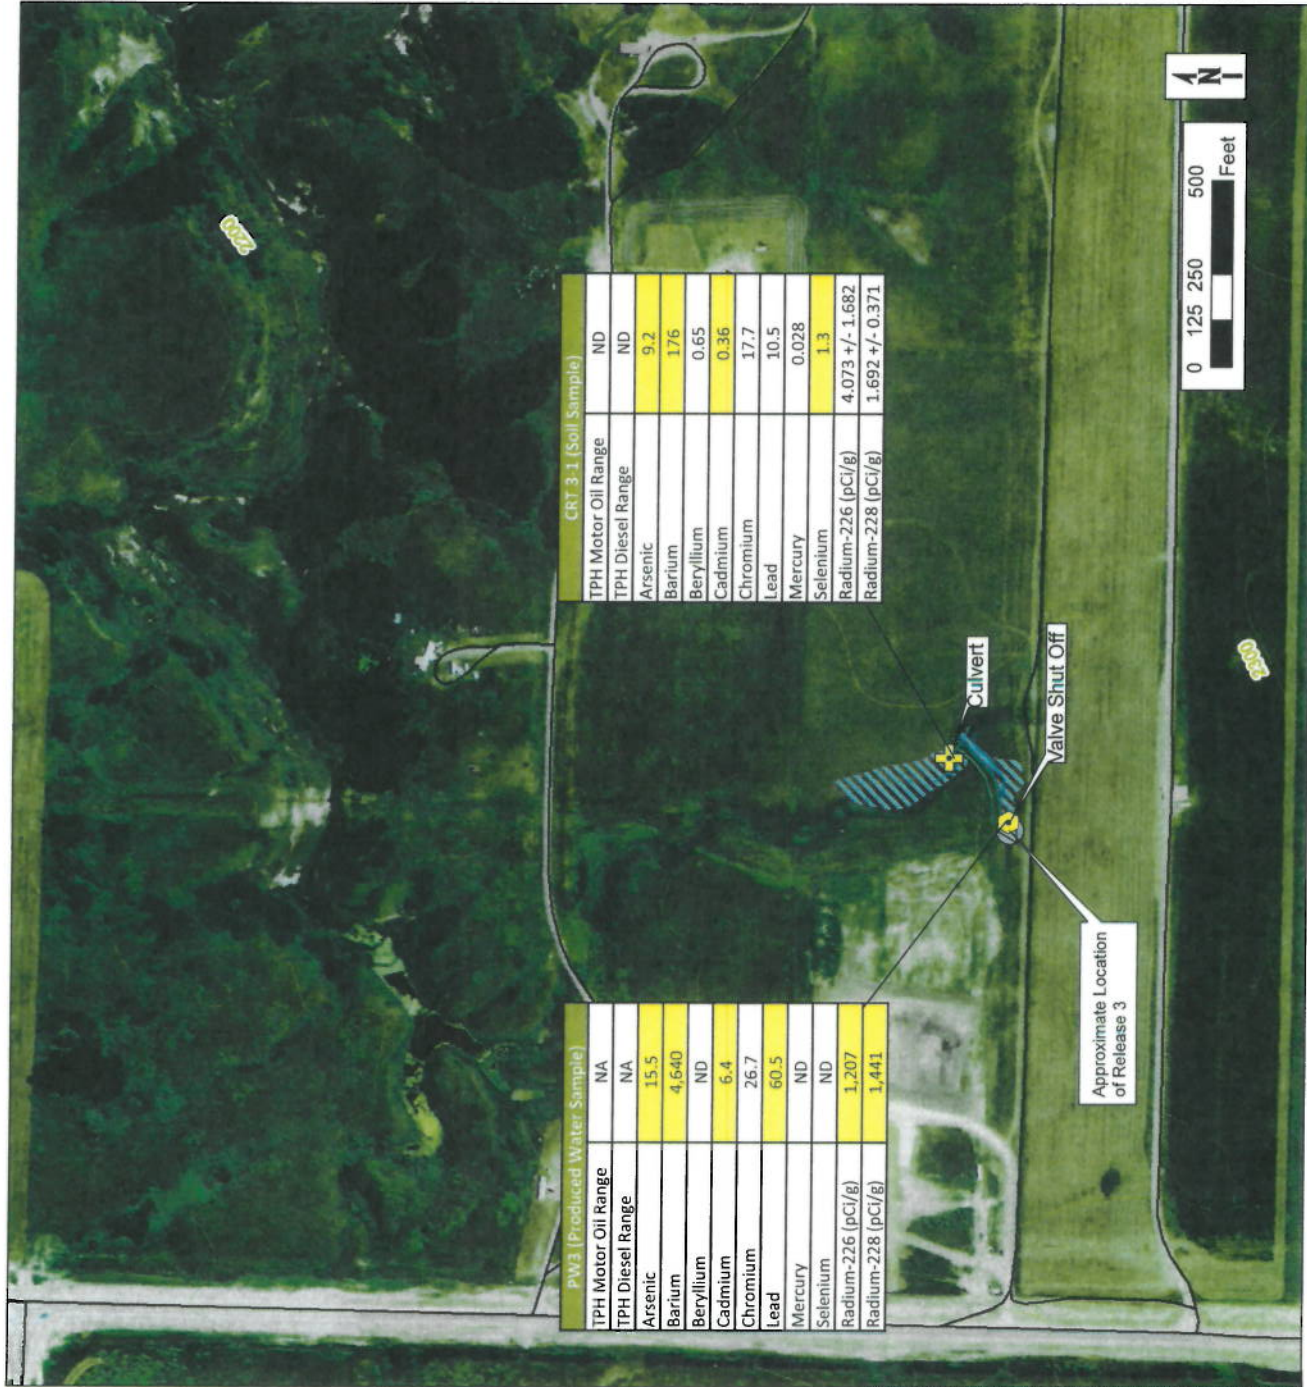 2200
PW3 (Produced Water Sample)
TPH Motor Oil Range NA
TPH Diesel Range NA
Arsenic 15.5
Barium 4,640
Beryllium ND
Cadmium 6.4
Chromium 26.7
Lead 60.5
Mercury ND
Selenium ND
Radium-226 (pCi/g) 1,207
Radium-228 (pCi/g) 1,441
CRT 3-1 (Soil Sample)
TPH Motor Oil Range ND
TPH Diesel Range ND
Arsenic 9.2
Barium 176
Beryllium 0.65
Cadmium 0.36
Chromium 17.7
Lead 10.5
Mercury 0.028
Selenium 1.3
Radium-226 (pCi/g) 4.073 +/- 1.682
Radium-228 (pCi/g) 1.692 +/- 0.371
Culvert
Valve Shut Off
Approximate Location
of Release 3
2300
N
0 125 250 500
Feet